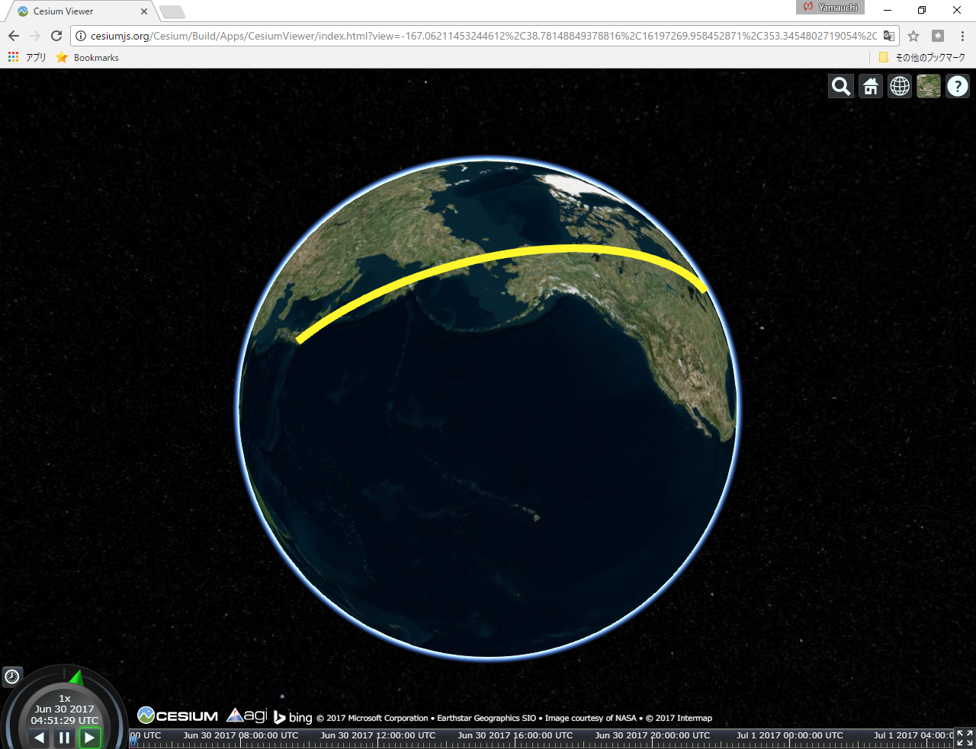 Cesium Viewer
Yamauchi
cesiumjs.org/Cesium/Build/Apps/CesiumViewer/index.html?view=-167.06211453244612%2C38.78148849378816%2C16197269.958452871%2C353.3454802719054%2C
アプリ Bookmarks その他のブックマーク
?
1x
Jun 30 2017
04:51:29 UTC
CESIUM agi bing © 2017 Microsoft Corporation • Earthstar Geographics SIO • Image courtesy of NASA • © 2017 Intermap
00 UTC Jun 30 2017 08:00:00 UTC Jun 30 2017 12:00:00 UTC Jun 30 2017 16:00:00 UTC Jun 30 2017 20:00:00 UTC Jul 1 2017 00:00:00 UTC Jul 1 2017 04:00:0